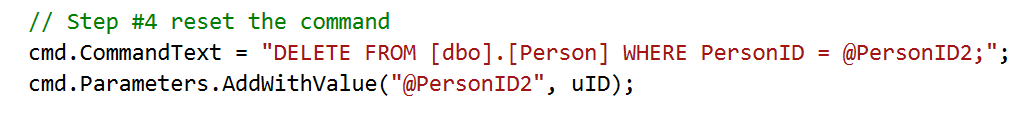 // Step #4 reset the command
cmd.CommandText = "DELETE FROM [dbo].[Person] WHERE PersonID = @PersonID2;";
cmd.Parameters.AddWithValue("@PersonID2", uID);